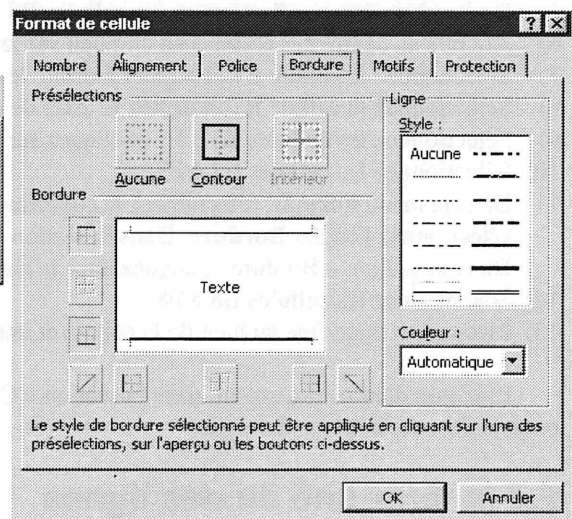 Format de cellule
Nombre Alignement Police Bordure Motifs Protection
Présélections
Aucune Contour Intérieur
Bordure
Texte
Ligne
Style :
Aucune
Couleur :
Automatique
Le style de bordure sélectionné peut être appliqué en cliquant sur l'une des
présélections, sur l'aperçu ou les boutons ci-dessus.
OK Annuler